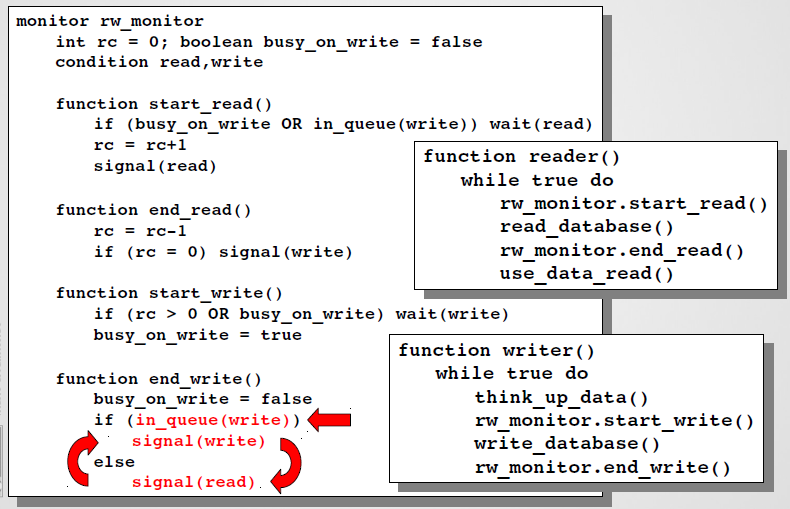 monitor rw_monitor
int rc = 0; boolean busy_on_write = false
condition read,write
function start_read()
if (busy_on_write OR in_queue(write)) wait(read)
rc = rc+1
signal(read)
function end_read()
rc = rc-1
if (rc = 0) signal(write)
function start_write()
if (rc > 0 OR busy_on_write) wait(write)
busy_on_write = true
function end_write()
busy_on_write = false
if (in_queue(write))
signal(write)
else
signal(read)
function reader()
while true do
rw_monitor.start_read()
read_database()
rw_monitor.end_read()
use_data_read()
function writer()
while true do
think_up_data()
rw_monitor.start_write()
write_database()
rw_monitor.end_write()